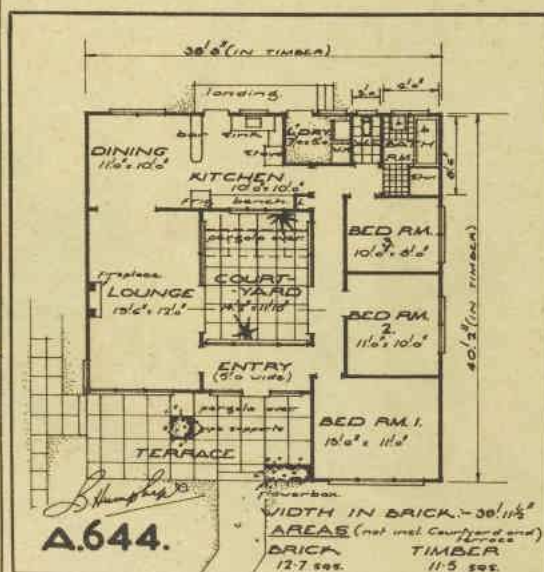 38'0" (IN TIMBER)
landing
DINING
11'0" × 10'0"
bar
sink
L'DRY
W.C.
BATH
RM.
KITCHEN
10'0" × 10'0"
frig
bench
BED RM.
3.
10'0" × 8'0"
pergola over
COURT-
-YARD
fireplace
LOUNGE
BED RM.
2.
11'0" × 10'0"
40'2" (IN TIMBER)
ENTRY
(5'0 wide)
pergola over
pipe supports
TERRACE
BED RM. 1.
15'0" × 11'0"
flowerbox
A.644.
WIDTH IN BRICK:- 38'11½"
AREAS (not incl. Courtyard and
terrace
BRICK
TIMBER
12·7 sqs.
11·5 sqs.